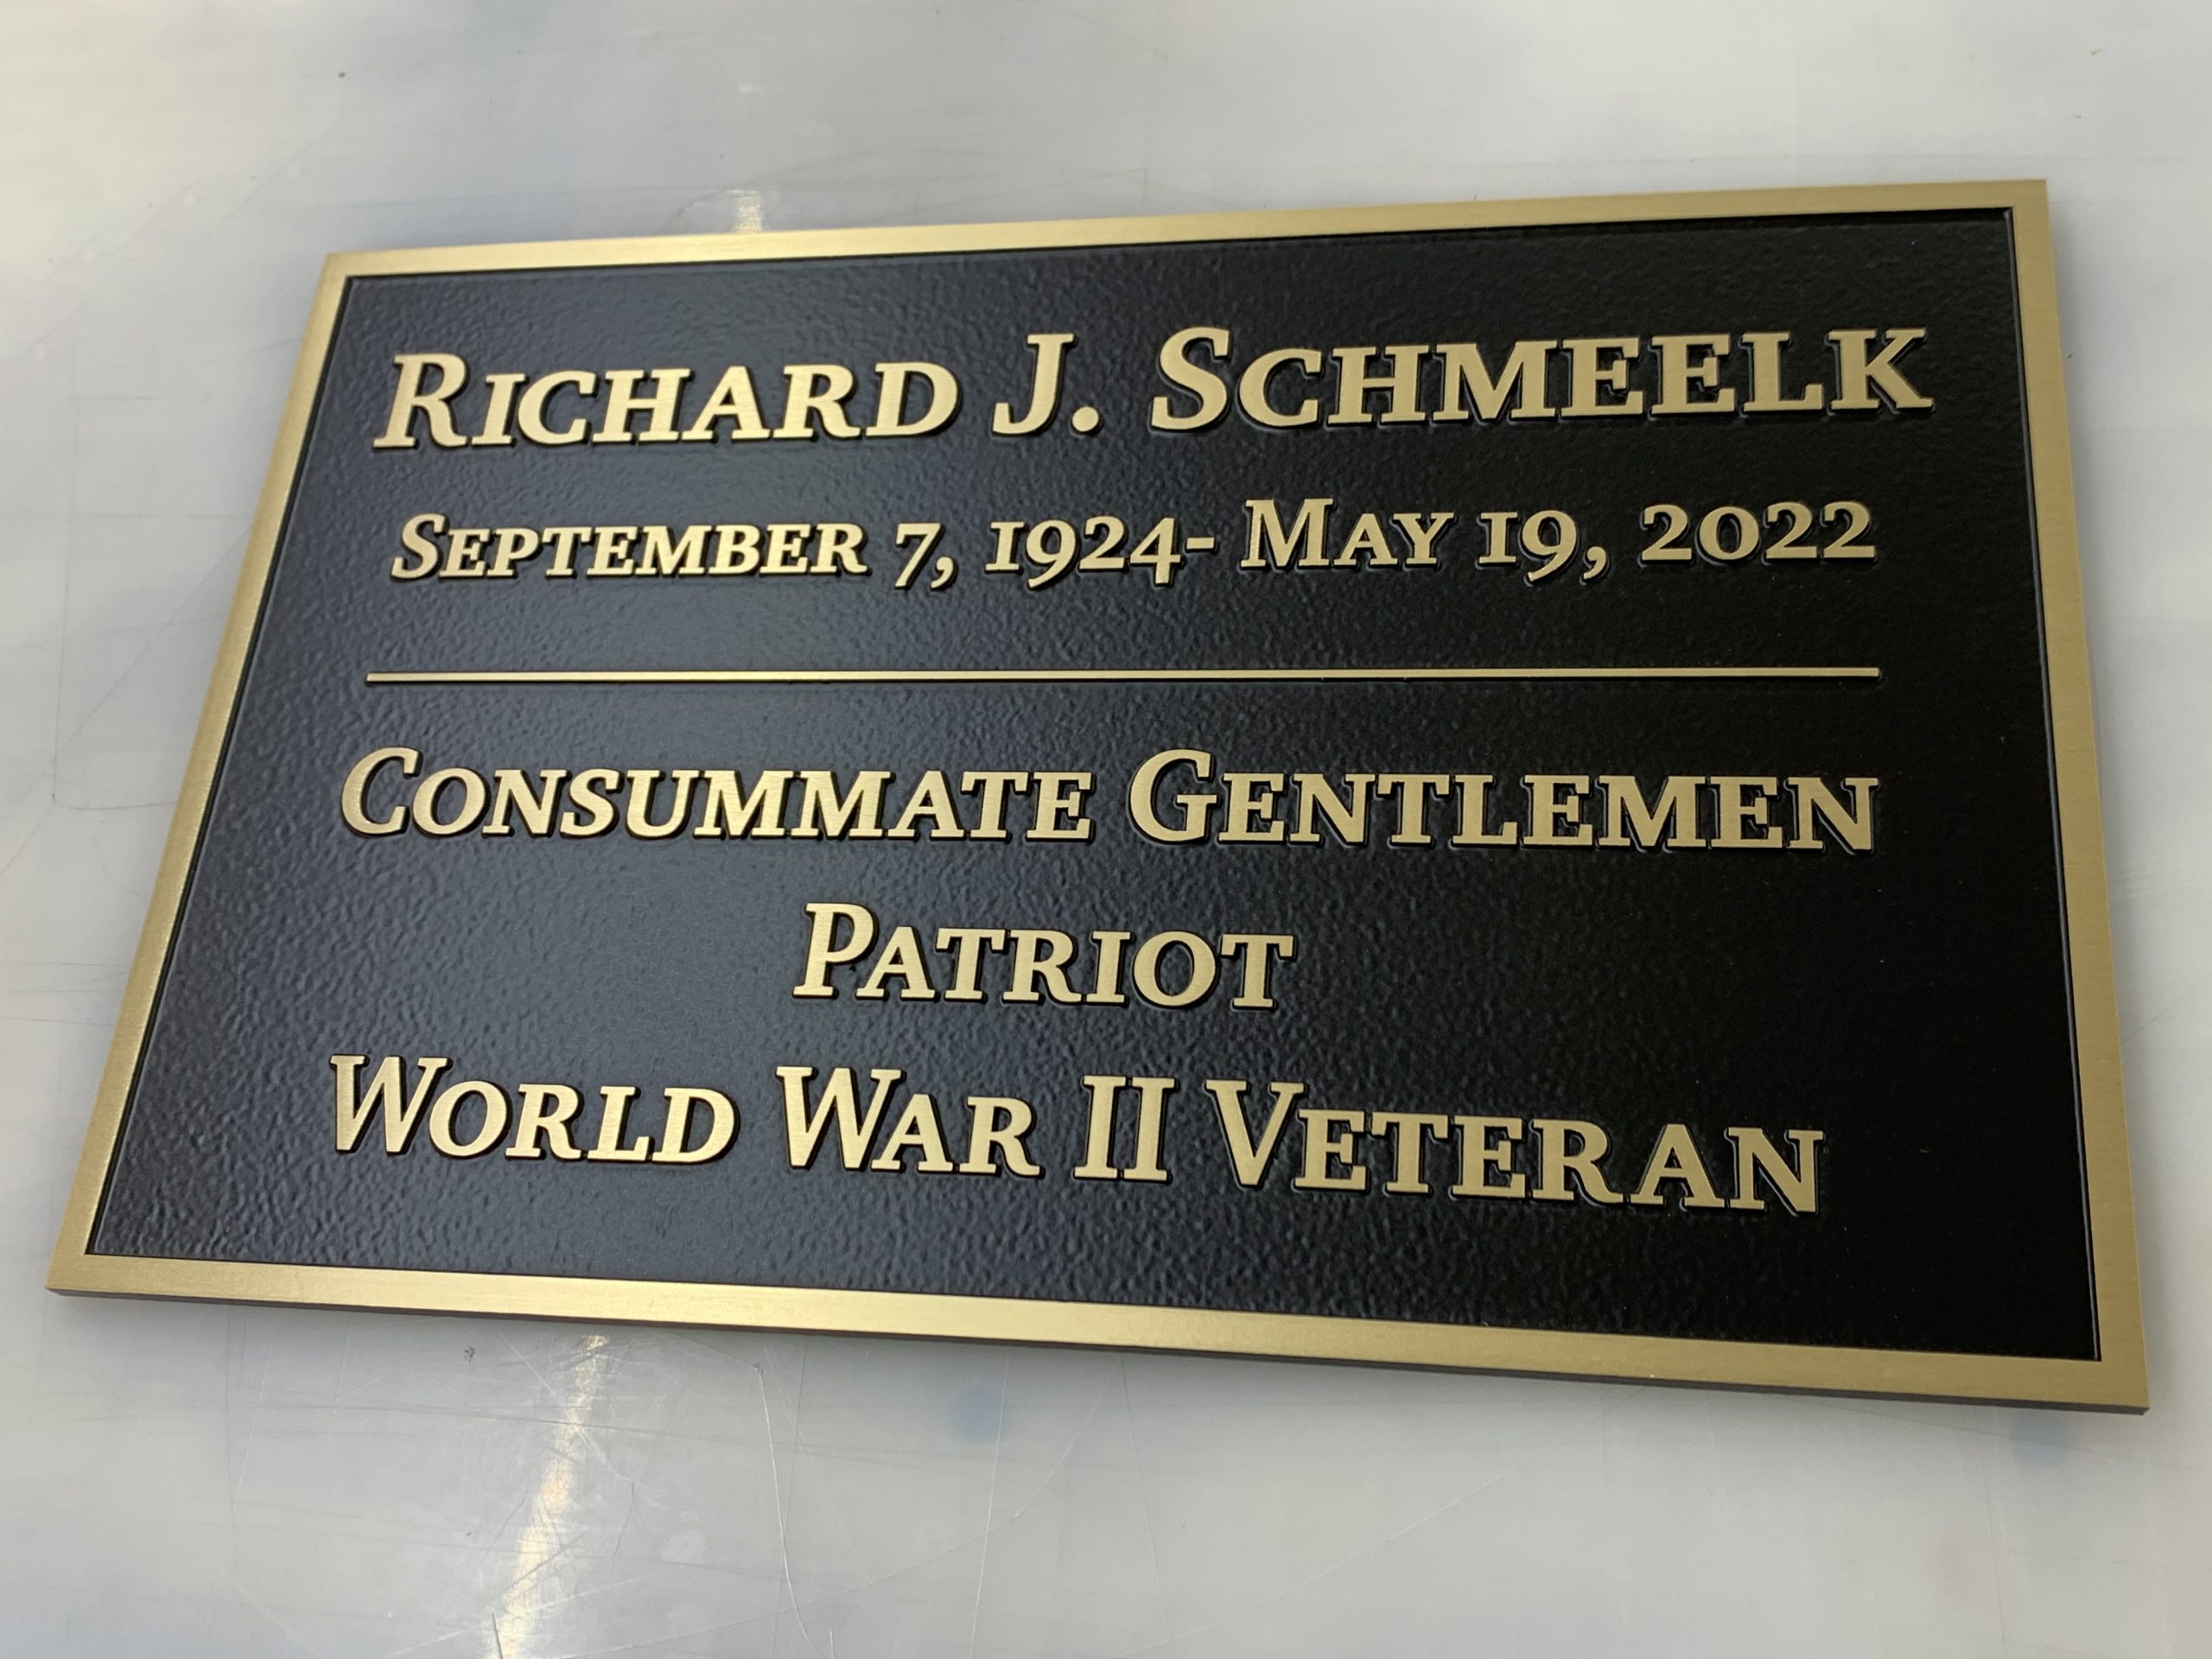 Richard J. Schmeelk
September 7, 1924- May 19, 2022
Consummate Gentlemen
Patriot
World War II Veteran